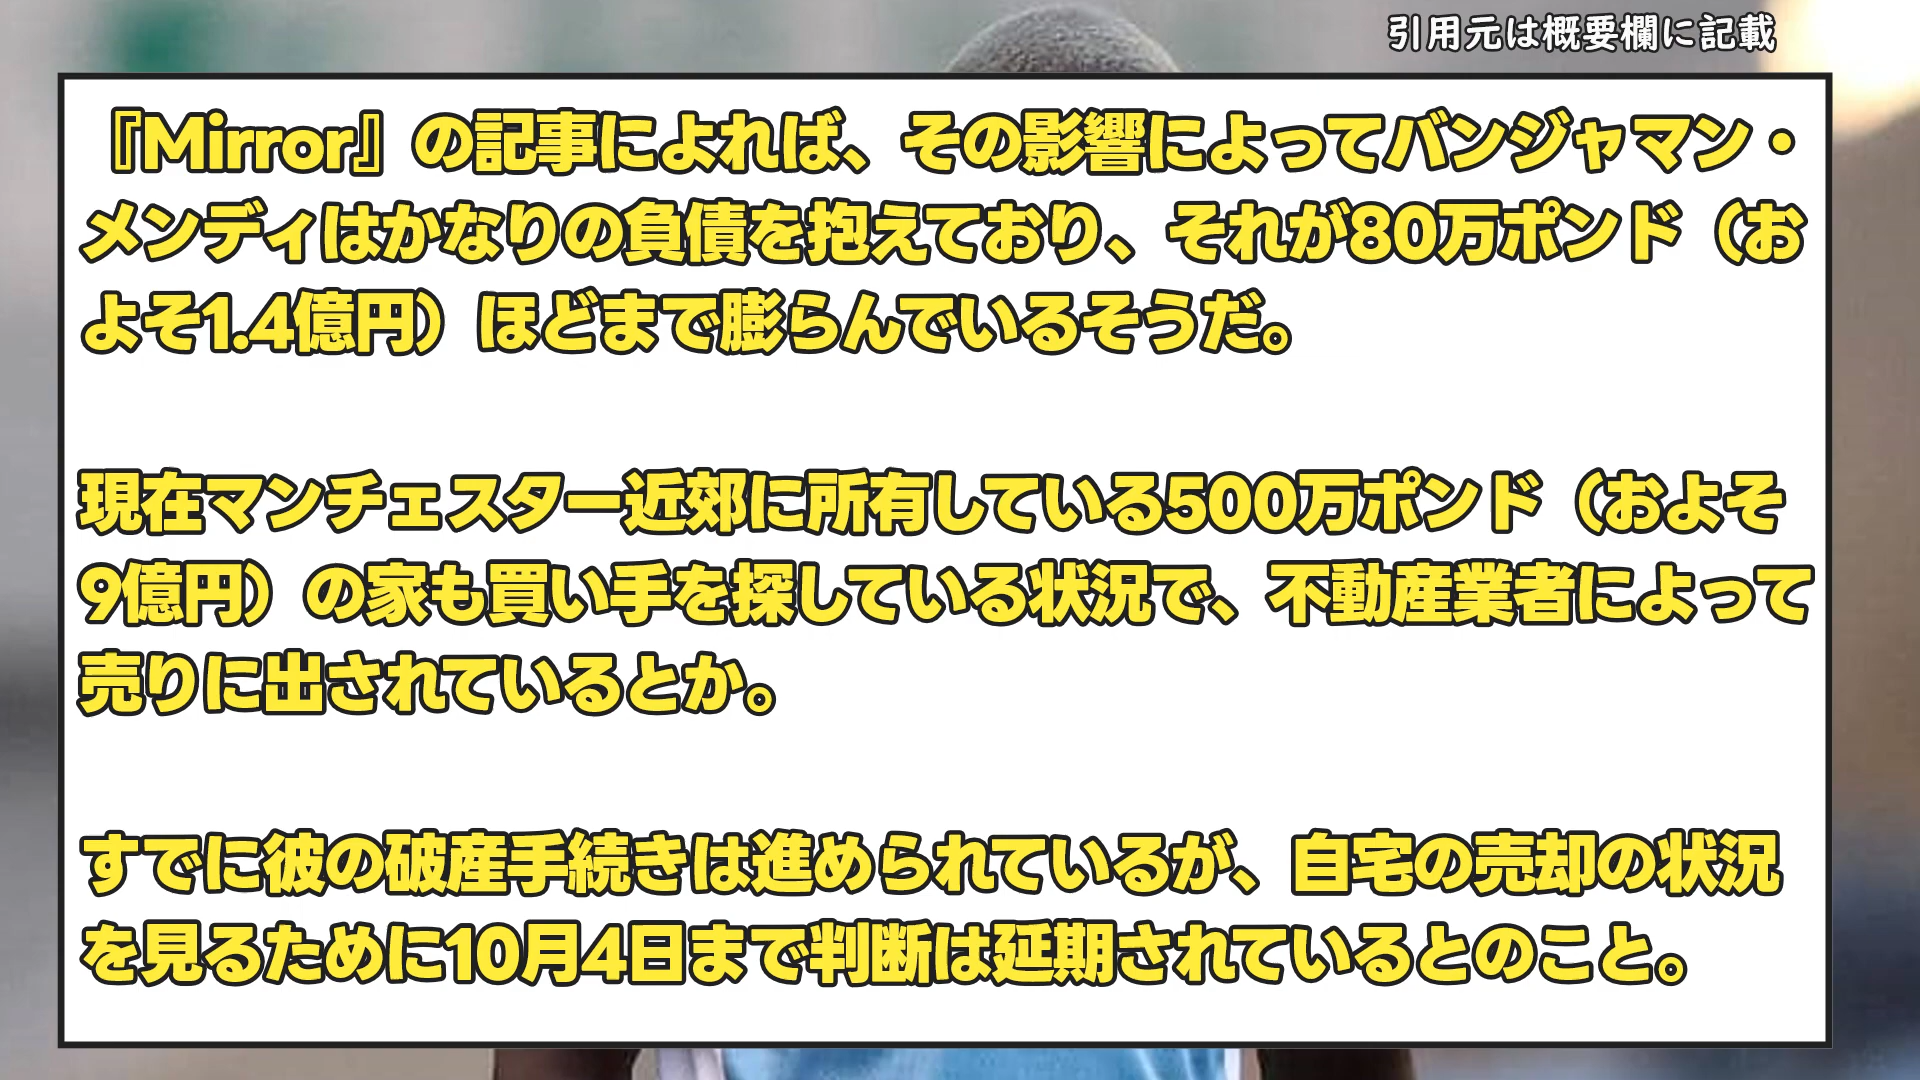 引用元は概要欄に記載
『Mirror』の記事によれば、その影響によってバンジャマン・
メンディはかなりの負債を抱えており、それが80万ポンド（お
よそ1.4億円）ほどまで膨らんでいるそうだ。
現在マンチェスター近郊に所有している500万ポンド（およそ
9億円）の家も買い手を探している状況で、不動産業者によって
売りに出されているとか。
すでに彼の破産手続きは進められているが、自宅の売却の状況
を見るために10月4日まで判断は延期されているとのこと。